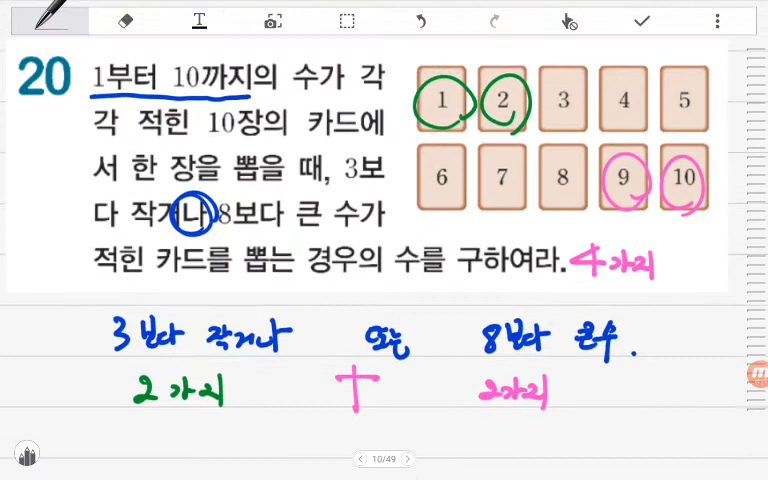 T
20 1부터 10까지의 수가 각
각 적힌 10장의 카드에
서 한 장을 뽑을 때, 3보
다 작거나 8보다 큰 수가
적힌 카드를 뽑는 경우의 수를 구하여라. 4가지
1 2 3 4 5
6 7 8 9 10
3보다 작거나 또는 8보다 큰수.
2가지 + 2가지
10/49